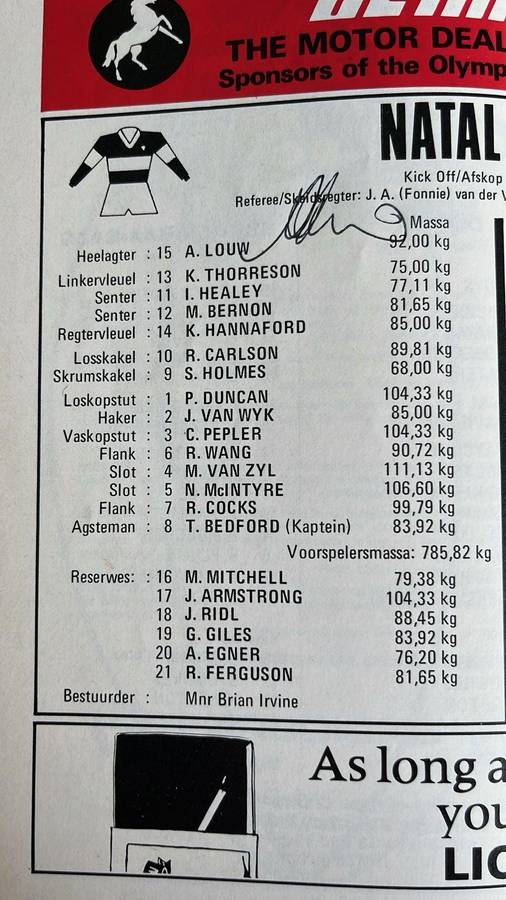 THE MOTOR DEAL
Sponsors of the Olymp
NATAL
Kick Off/Afskop
Referee/Skeidsregter: J. A. (Fonnie) van der V
Massa
Heelagter : 15 A. LOUW 92,00 kg
Linkervleuel : 13 K. THORRESON 75,00 kg
Senter : 11 I. HEALEY 77,11 kg
Senter : 12 M. BERNON 81,65 kg
Regtervleuel : 14 K. HANNAFORD 85,00 kg
Losskakel : 10 R. CARLSON 89,81 kg
Skrumskakel : 9 S. HOLMES 68,00 kg
Loskopstut : 1 P. DUNCAN 104,33 kg
Haker : 2 J. VAN WYK 85,00 kg
Vaskopstut : 3 C. PEPLER 104,33 kg
Flank : 6 R. WANG 90,72 kg
Slot : 4 M. VAN ZYL 111,13 kg
Slot : 5 N. McINTYRE 106,60 kg
Flank : 7 R. COCKS 99,79 kg
Agsteman : 8 T. BEDFORD (Kaptein) 83,92 kg
Voorspelersmassa: 785,82 kg
Reserwes: : 16 M. MITCHELL 79,38 kg
17 J. ARMSTRONG 104,33 kg
18 J. RIDL 88,45 kg
19 G. GILES 83,92 kg
20 A. EGNER 76,20 kg
21 R. FERGUSON 81,65 kg
Bestuurder : Mnr Brian Irvine
As long a
you
LIC